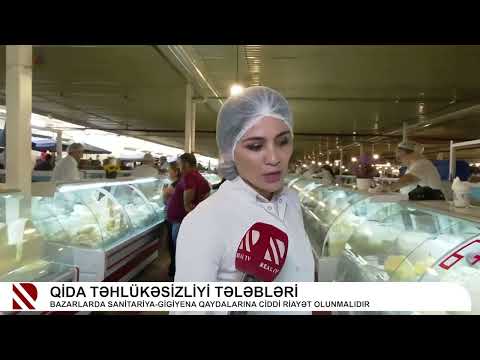 REAL TV
QİDA TƏHLÜKƏSİZLİYİ TƏLƏBLƏRİ
BAZARLARDA SANİTARİYA-GİGİYENA QAYDALARINA CİDDİ RİAYƏT OLUNMALIDIR